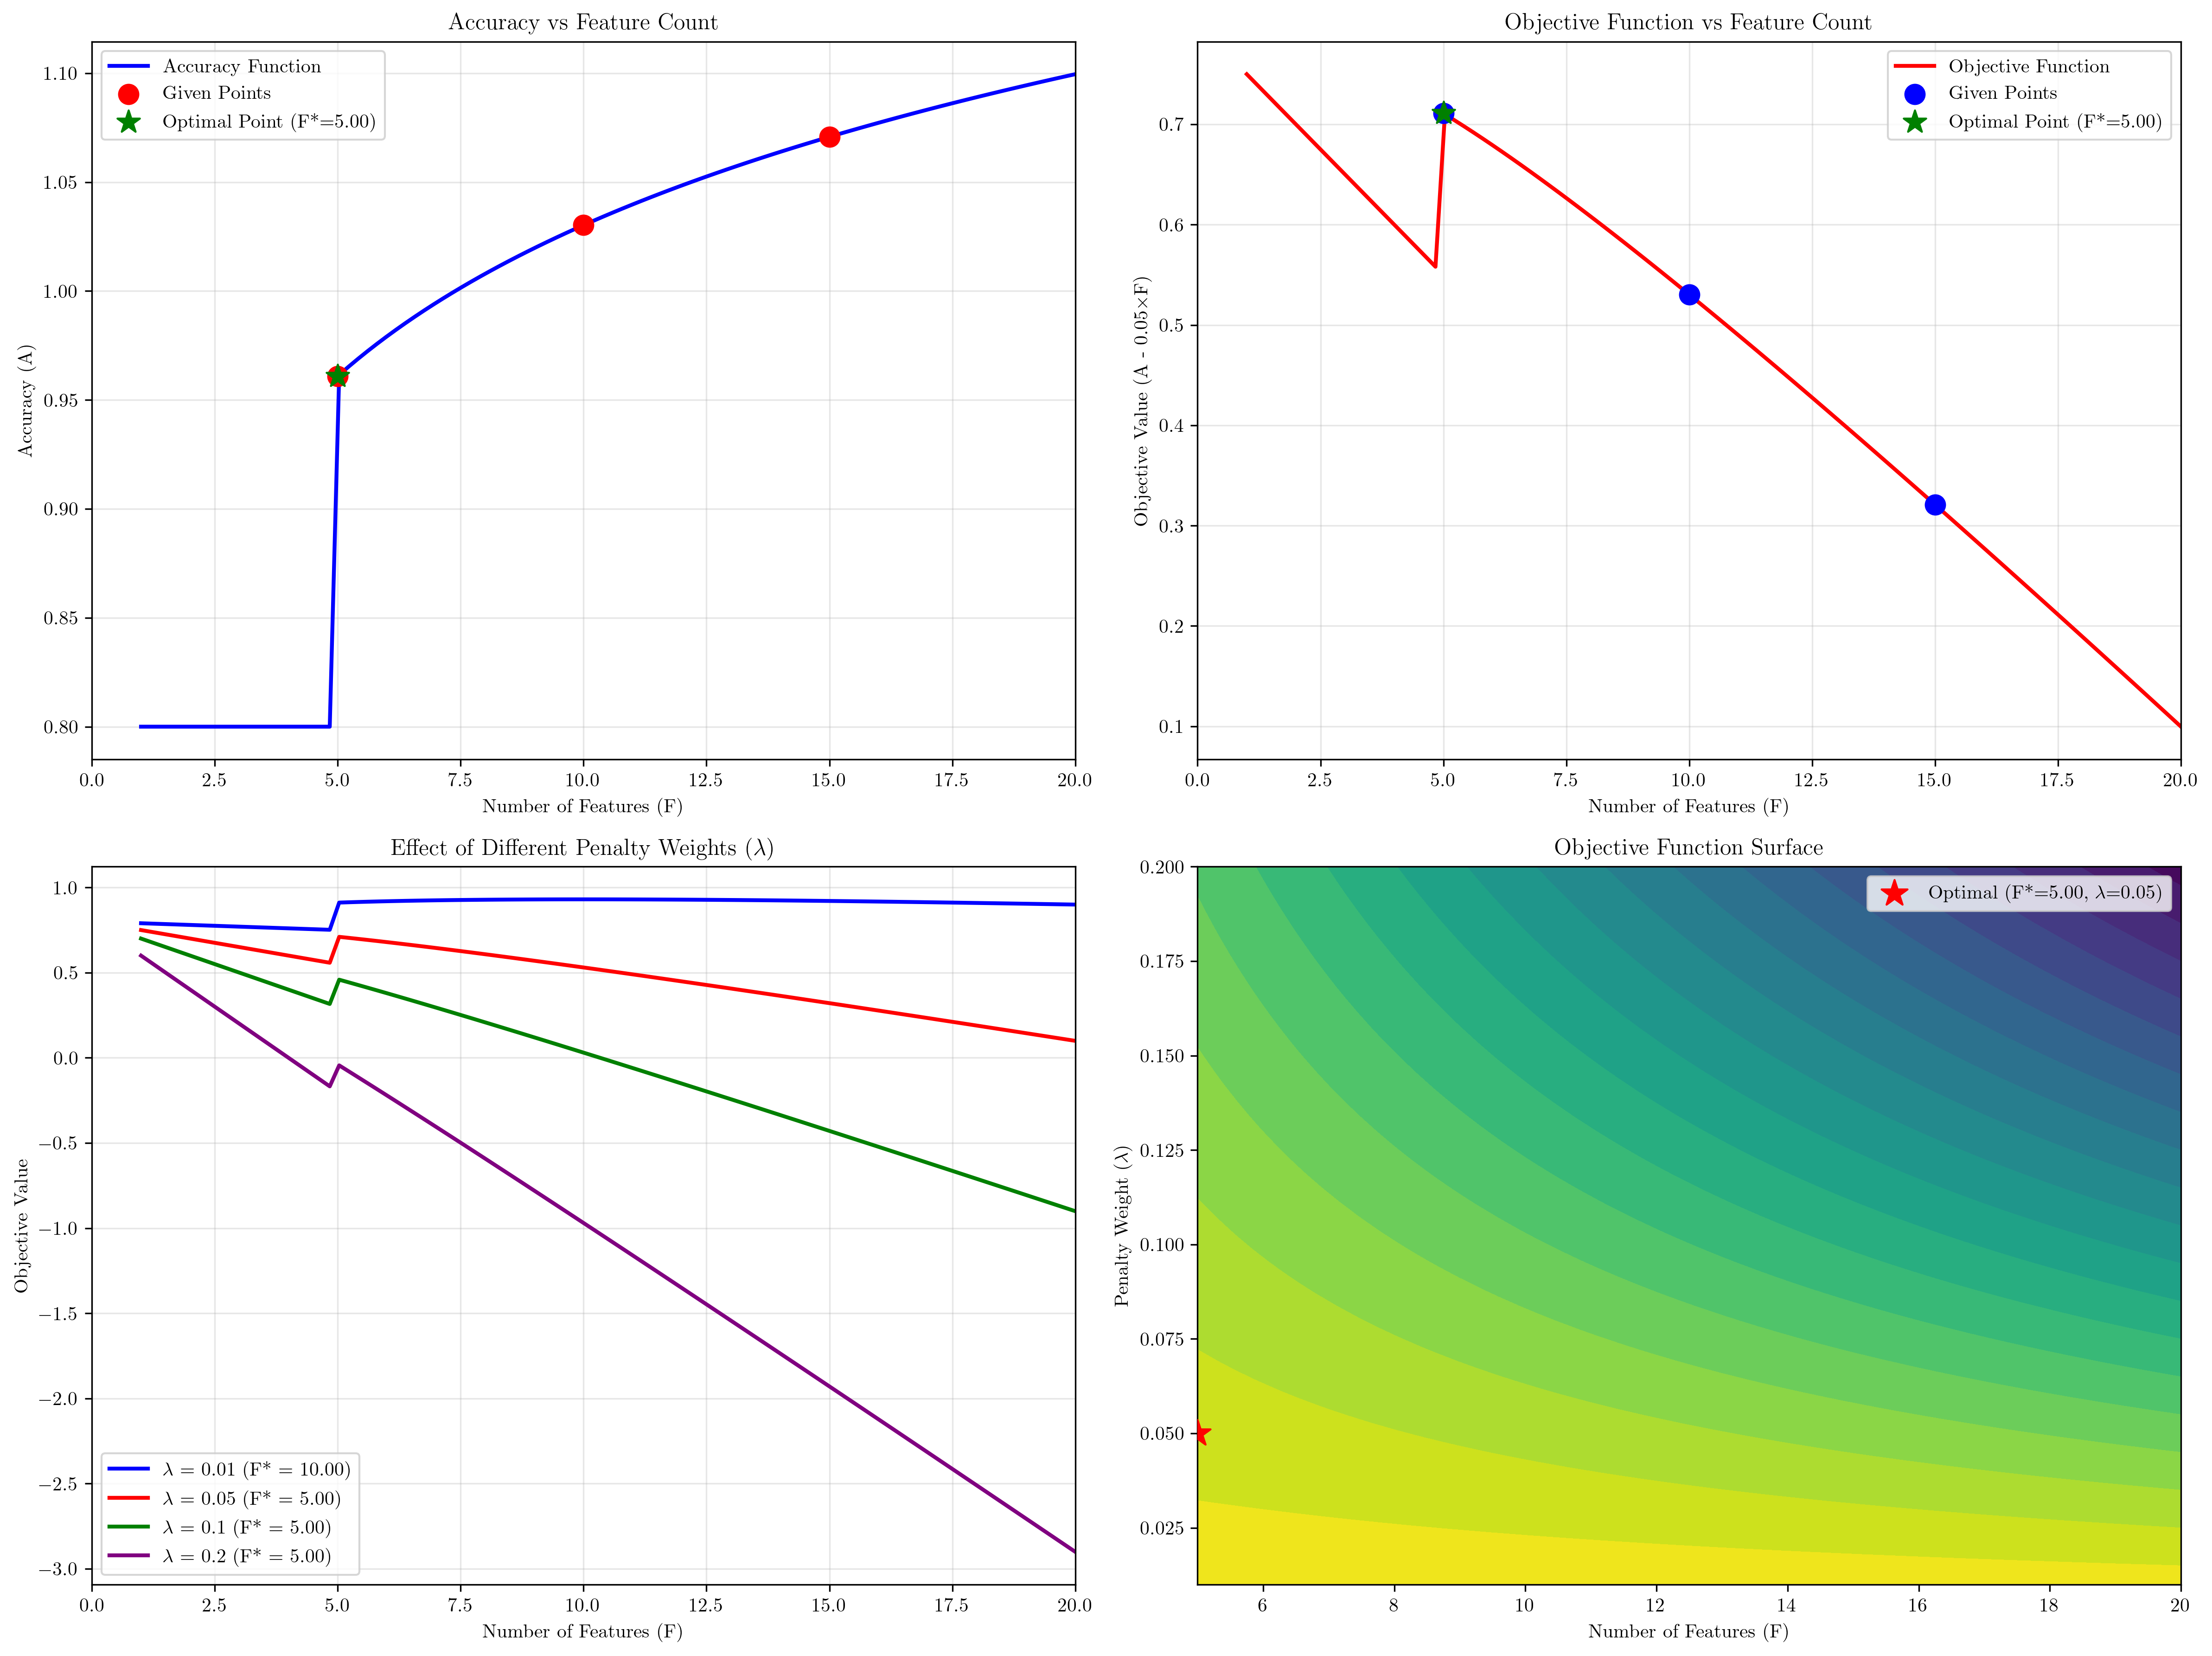 Accuracy vs Feature Count
Accuracy Function
Given Points
Optimal Point (F*=5.00)
Accuracy (A)
1.10
1.05
1.00
0.95
0.90
0.85
0.80
0.0 2.5 5.0 7.5 10.0 12.5 15.0 17.5 20.0
Number of Features (F)
Objective Function vs Feature Count
Objective Function
Given Points
Optimal Point (F*=5.00)
Objective Value (A - 0.05×F)
0.7
0.6
0.5
0.4
0.3
0.2
0.1
0.0 2.5 5.0 7.5 10.0 12.5 15.0 17.5 20.0
Number of Features (F)
Effect of Different Penalty Weights (λ)
Objective Value
1.0
0.5
0.0
−0.5
−1.0
−1.5
−2.0
−2.5
−3.0
λ = 0.01 (F* = 10.00)
λ = 0.05 (F* = 5.00)
λ = 0.1 (F* = 5.00)
λ = 0.2 (F* = 5.00)
0.0 2.5 5.0 7.5 10.0 12.5 15.0 17.5 20.0
Number of Features (F)
Objective Function Surface
Optimal (F*=5.00, λ=0.05)
Penalty Weight (λ)
0.200
0.175
0.150
0.125
0.100
0.075
0.050
0.025
6 8 10 12 14 16 18 20
Number of Features (F)